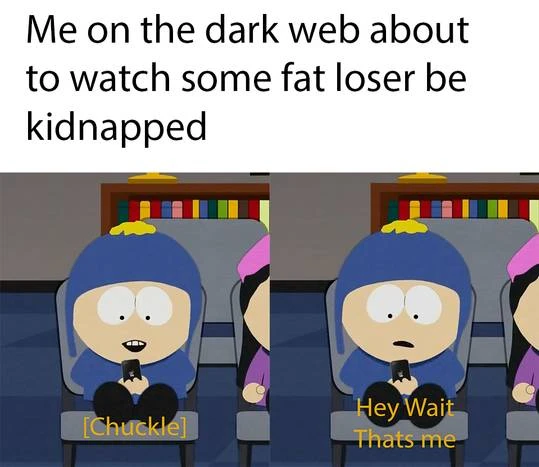 Me on the dark web about
to watch some fat loser be
kidnapped
[Chuckle]
Hey Wait
Thats me